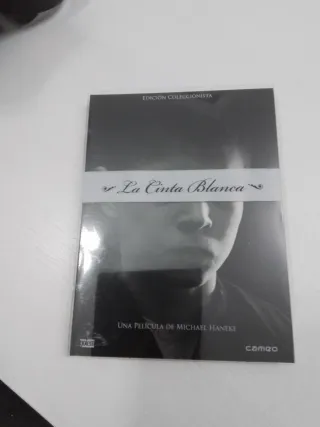 Edición Coleccionista
La Cinta Blanca
Una Película de Michael Haneke
cameo